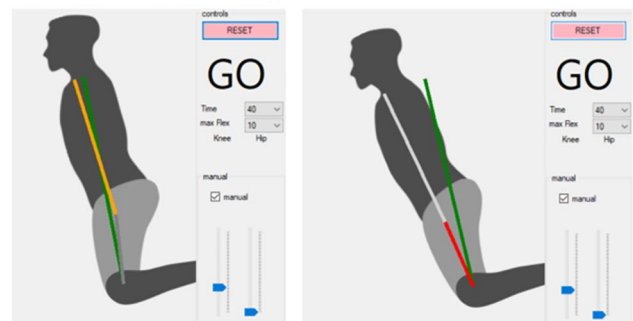 controls
RESET
GO
Time 40
max Flex 10
Knee Hip
manual
manual
controls
RESET
GO
Time 40
max Flex 10
Knee Hip
manual
manual